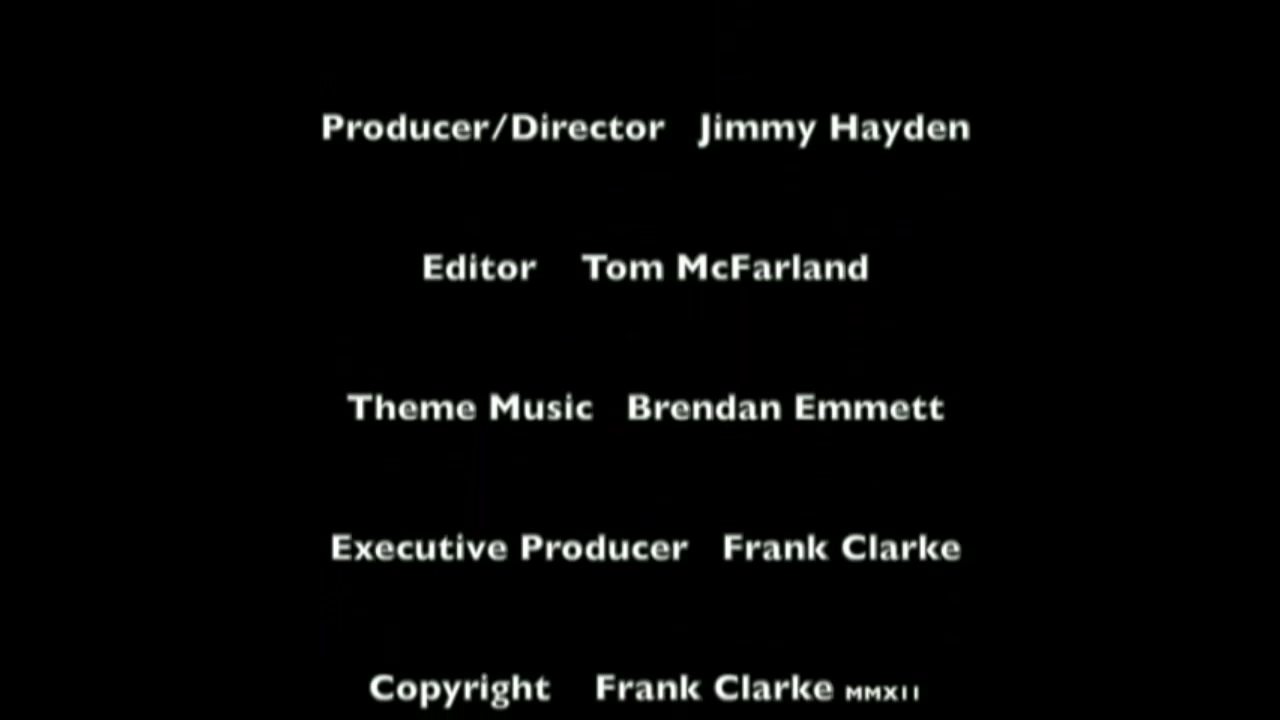 Producer/Director Jimmy Hayden
Editor Tom McFarland
Theme Music Brendan Emmett
Executive Producer Frank Clarke
Copyright Frank Clarke MMXII